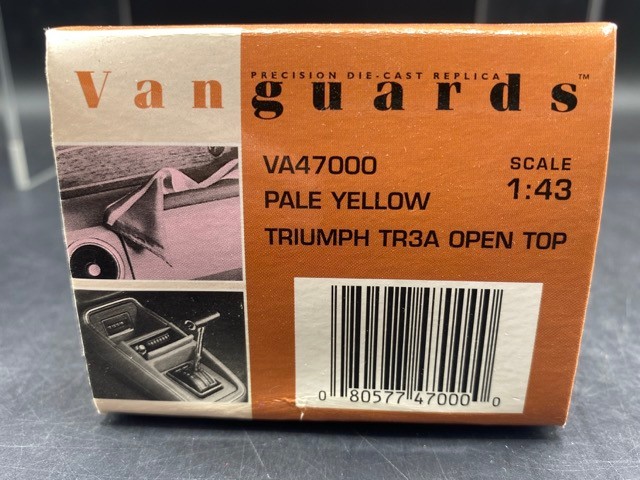 PRECISION DIE-CAST REPLICA
Vanguards™
VA47000
SCALE
1:43
PALE YELLOW
TRIUMPH TR3A OPEN TOP
0 80577 47000 0